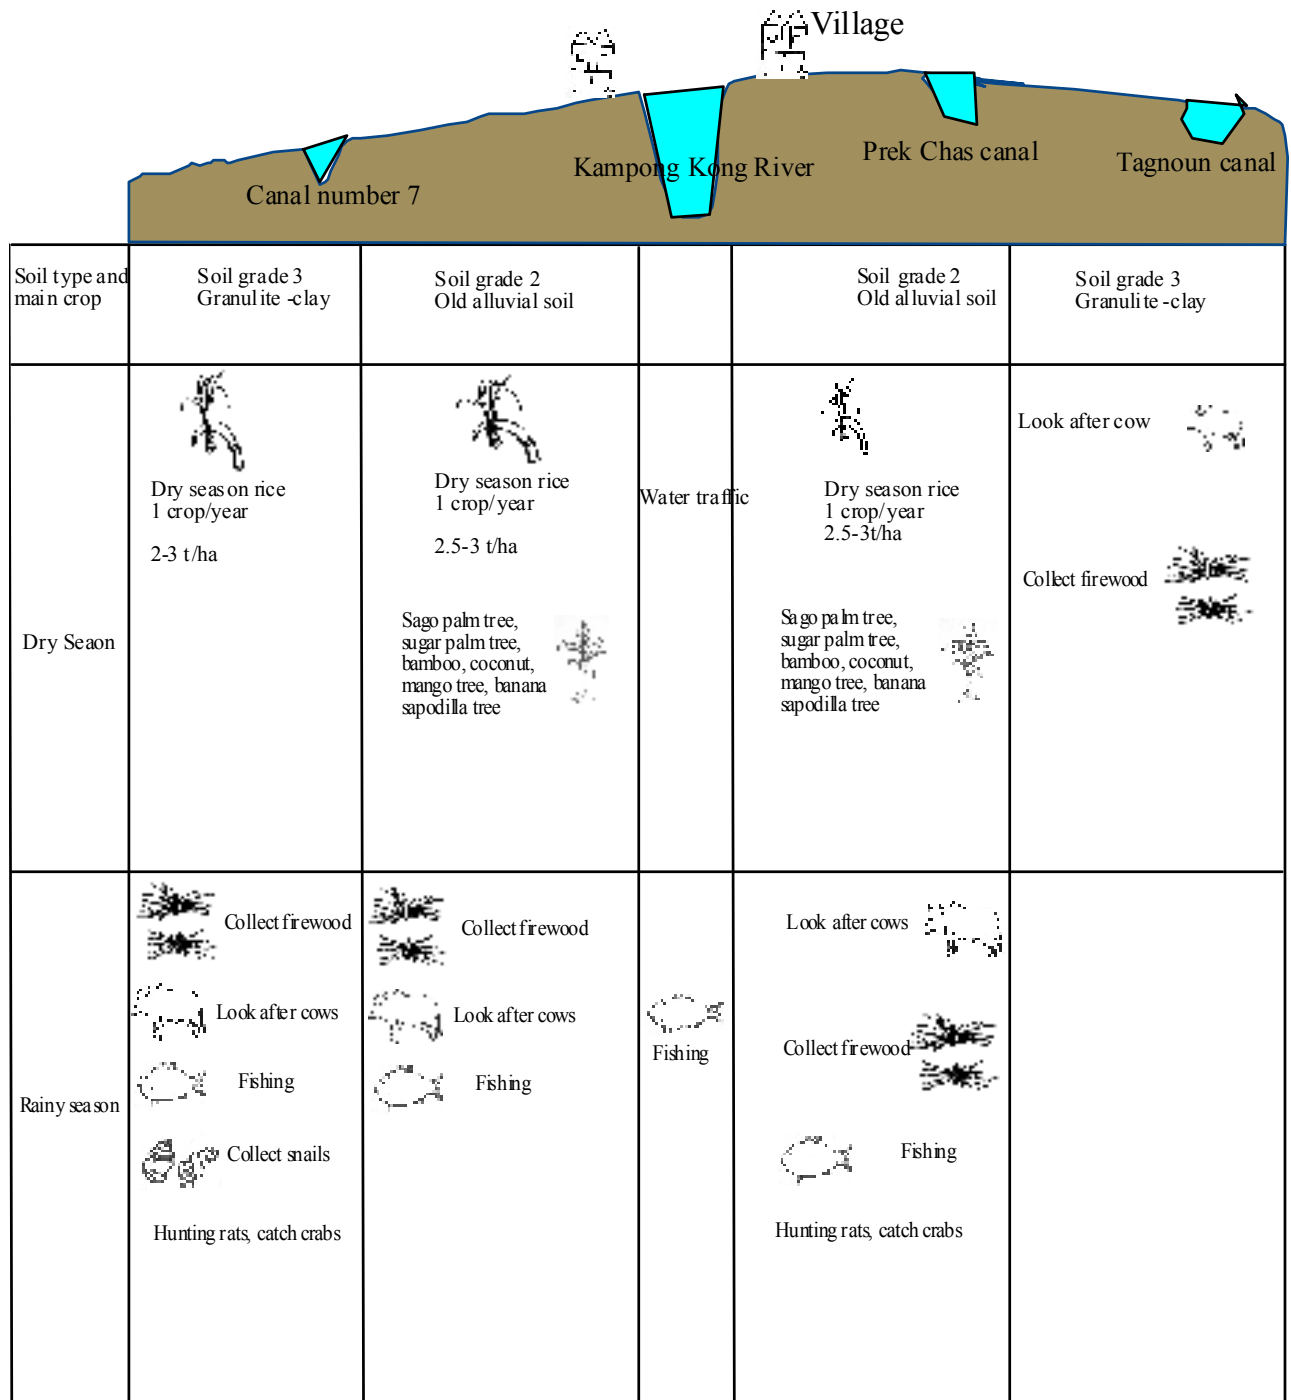 Village
Kampong Kong River
Prek Chas canal
Tagnoun canal
Canal number 7
Soil type and
main crop
Soil grade 3
Granulite -clay
Soil grade 2
Old alluvial soil
Soil grade 2
Old alluvial soil
Soil grade 3
Granulite -clay
Dry Seaon
Dry season rice
1 crop/year
2-3 t/ha
Dry season rice
1 crop/year
2.5-3 t/ha
Sago palm tree,
sugar palm tree,
bamboo, coconut,
mango tree, banana
sapodilla tree
Water traffic
Dry season rice
1 crop/year
2.5-3t/ha
Sago palm tree,
sugar palm tree,
bamboo, coconut,
mango tree, banana
sapodilla tree
Look after cow
Collect firewood
Rainy season
Collect firewood
Look after cows
Fishing
Collect snails
Hunting rats, catch crabs
Collect firewood
Look after cows
Fishing
Fishing
Look after cows
Collect firewood
Fishing
Hunting rats, catch crabs